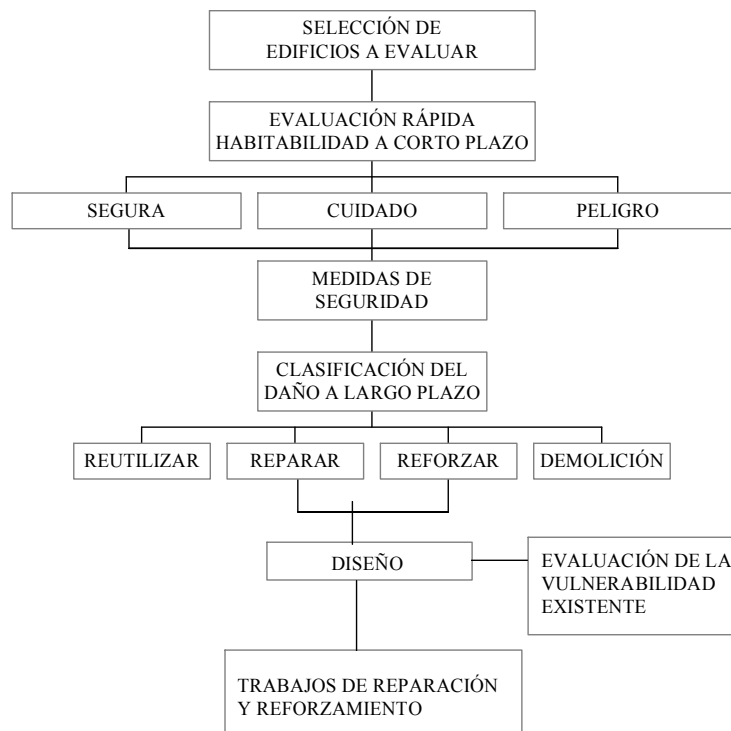 SELECCIÓN DE
EDIFICIOS A EVALUAR
EVALUACIÓN RÁPIDA
HABITABILIDAD A CORTO PLAZO
SEGURA
CUIDADO
PELIGRO
MEDIDAS DE
SEGURIDAD
CLASIFICACIÓN DEL
DAÑO A LARGO PLAZO
REUTILIZAR
REPARAR
REFORZAR
DEMOLICIÓN
DISEÑO
EVALUACIÓN DE LA
VULNERABILIDAD
EXISTENTE
TRABAJOS DE REPARACIÓN
Y REFORZAMIENTO